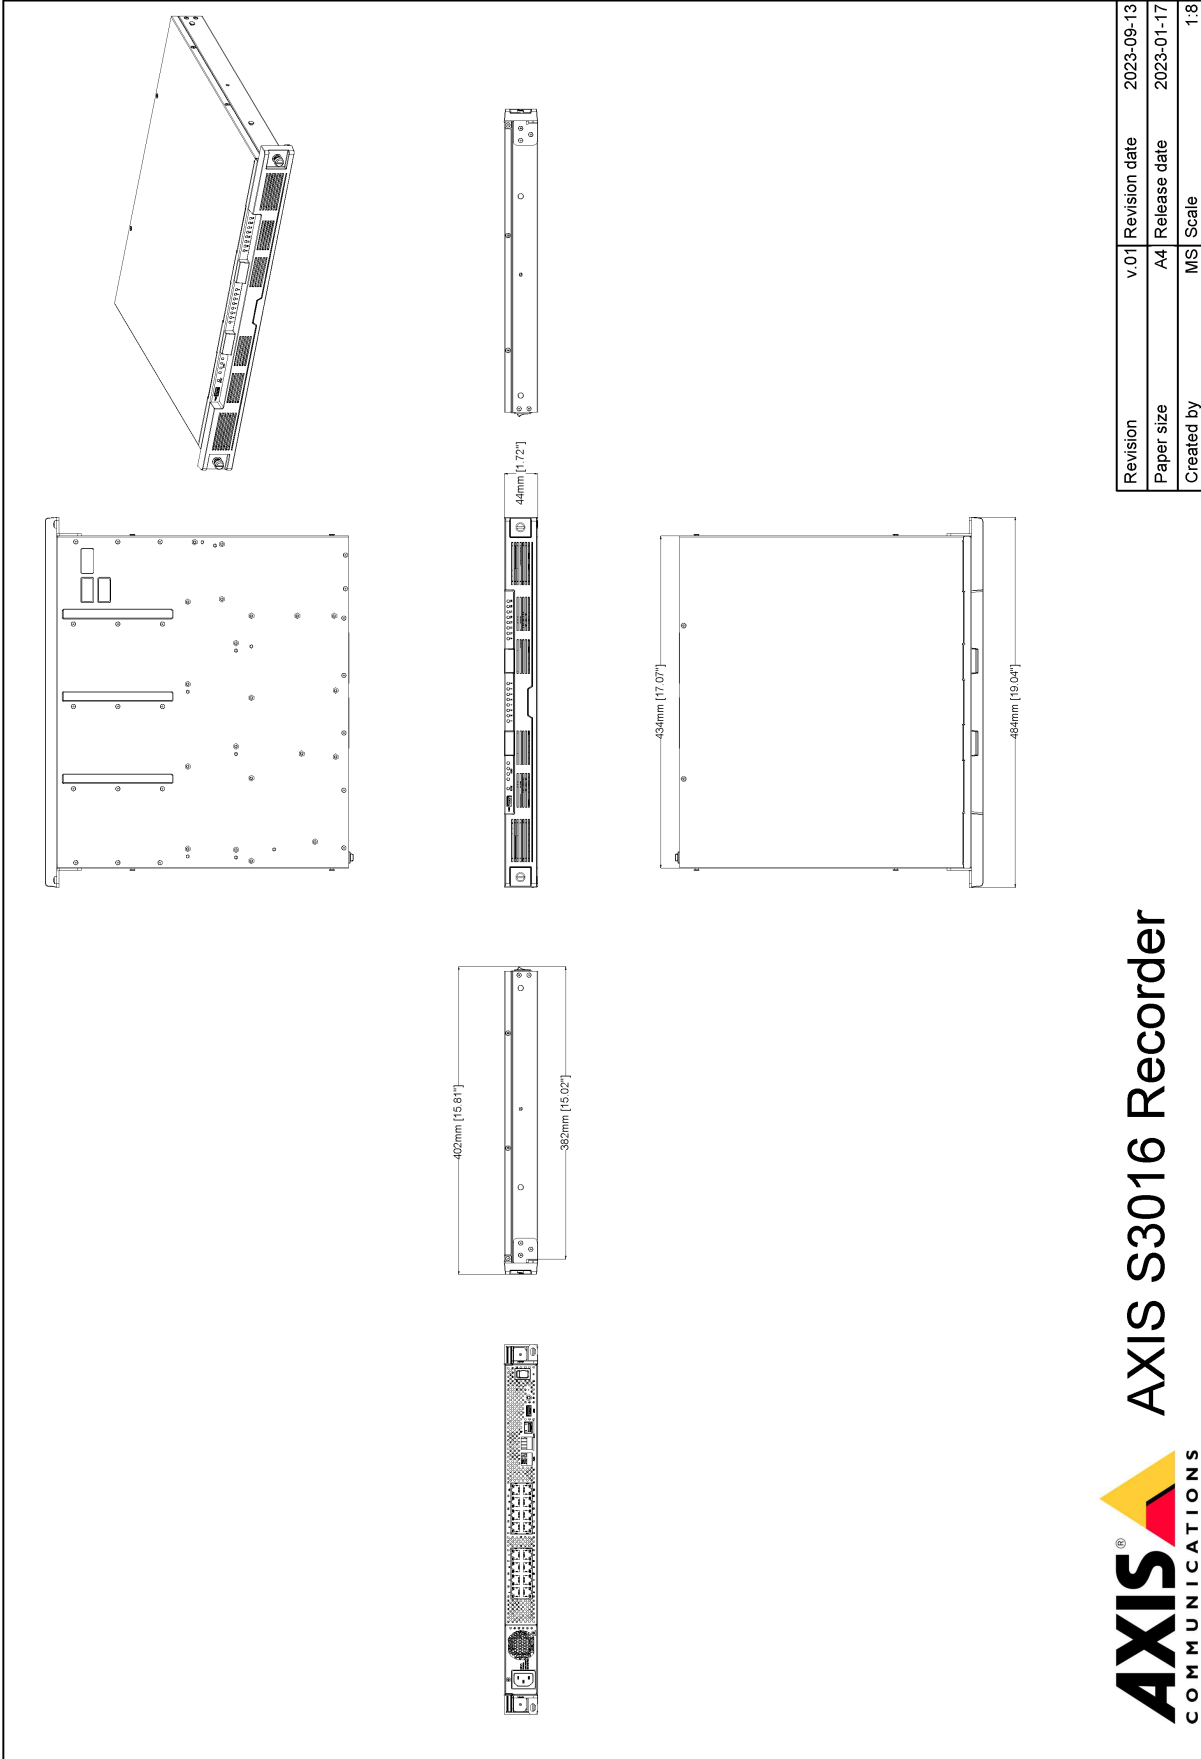 44mm [1.72"]
402mm [15.81"]
382mm [15.02"]
434mm [17.07"]
484mm [19.04"]
AXIS®
COMMUNICATIONS
AXIS S3016 Recorder
Revision v.01 Revision date 2023-09-13
Paper size A4 Release date 2023-01-17
Created by MS Scale 1:8